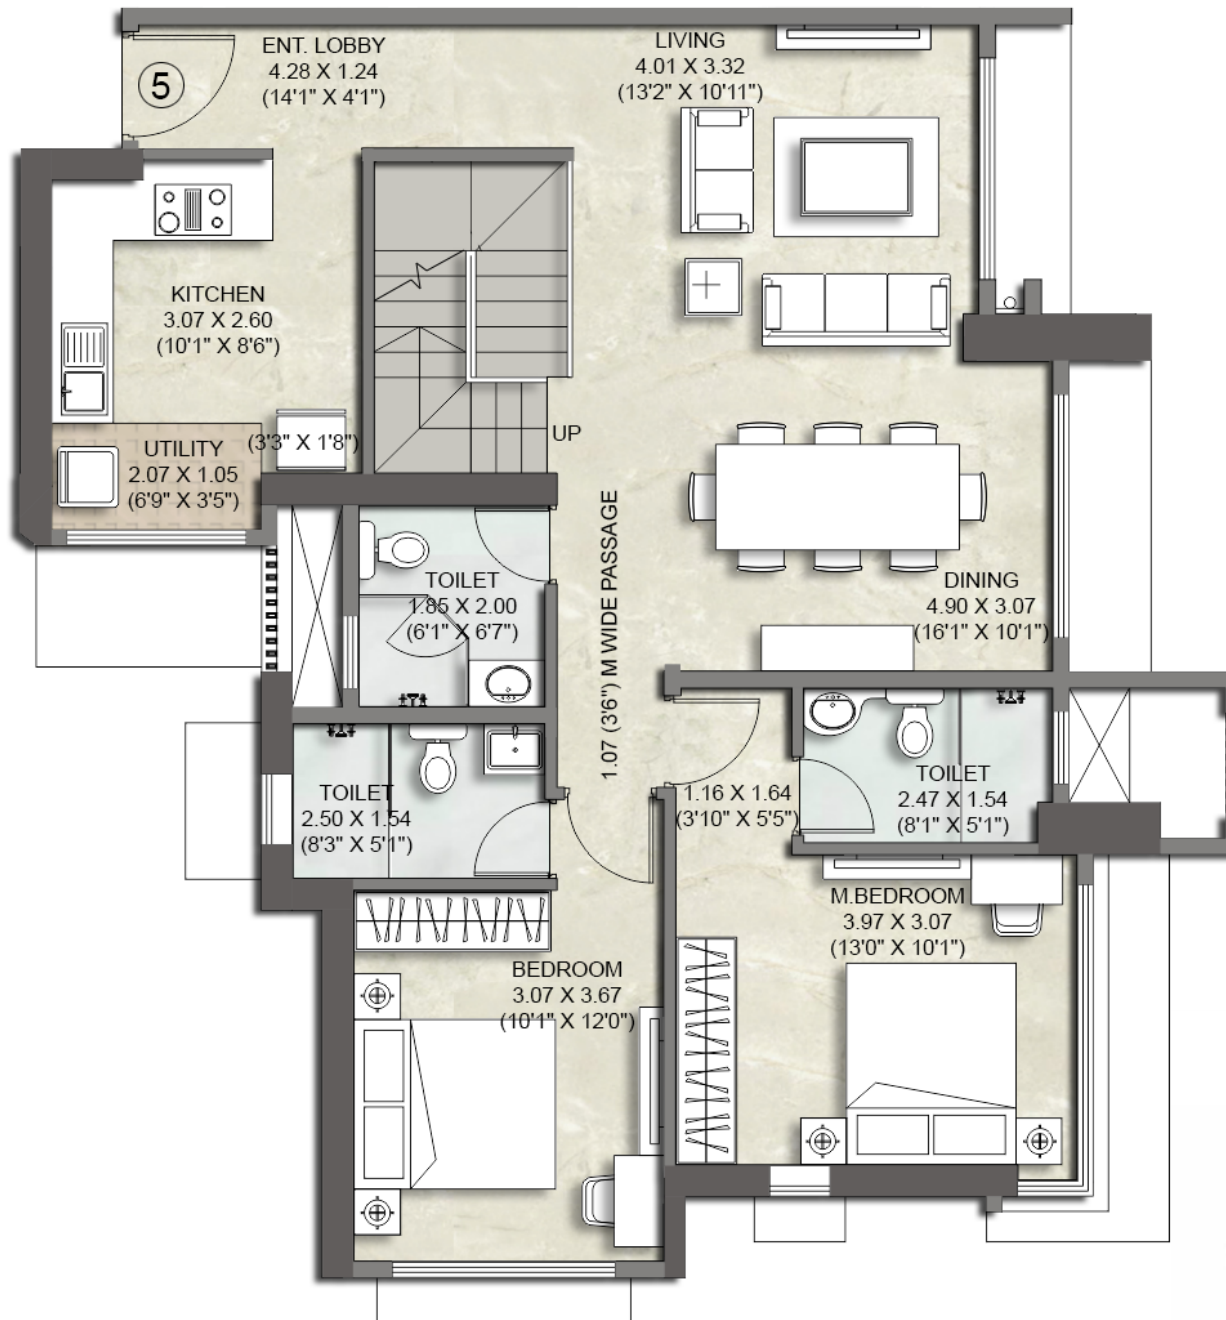 ENT. LOBBY
4.28 X 1.24
(14'1" X 4'1")
5
LIVING
4.01 X 3.32
(13'2" X 10'11")
KITCHEN
3.07 X 2.60
(10'1" X 8'6")
(3'3" X 1'8")
UTILITY
2.07 X 1.05
(6'9" X 3'5")
UP
1.07 (3'6") M WIDE PASSAGE
TOILET
1.85 X 2.00
(6'1" X 6'7")
DINING
4.90 X 3.07
(16'1" X 10'1")
TOILET
2.50 X 1.54
(8'3" X 5'1")
1.16 X 1.64
(3'10" X 5'5")
TOILET
2.47 X 1.54
(8'1" X 5'1")
M.BEDROOM
3.97 X 3.07
(13'0" X 10'1")
BEDROOM
3.07 X 3.67
(10'1" X 12'0")